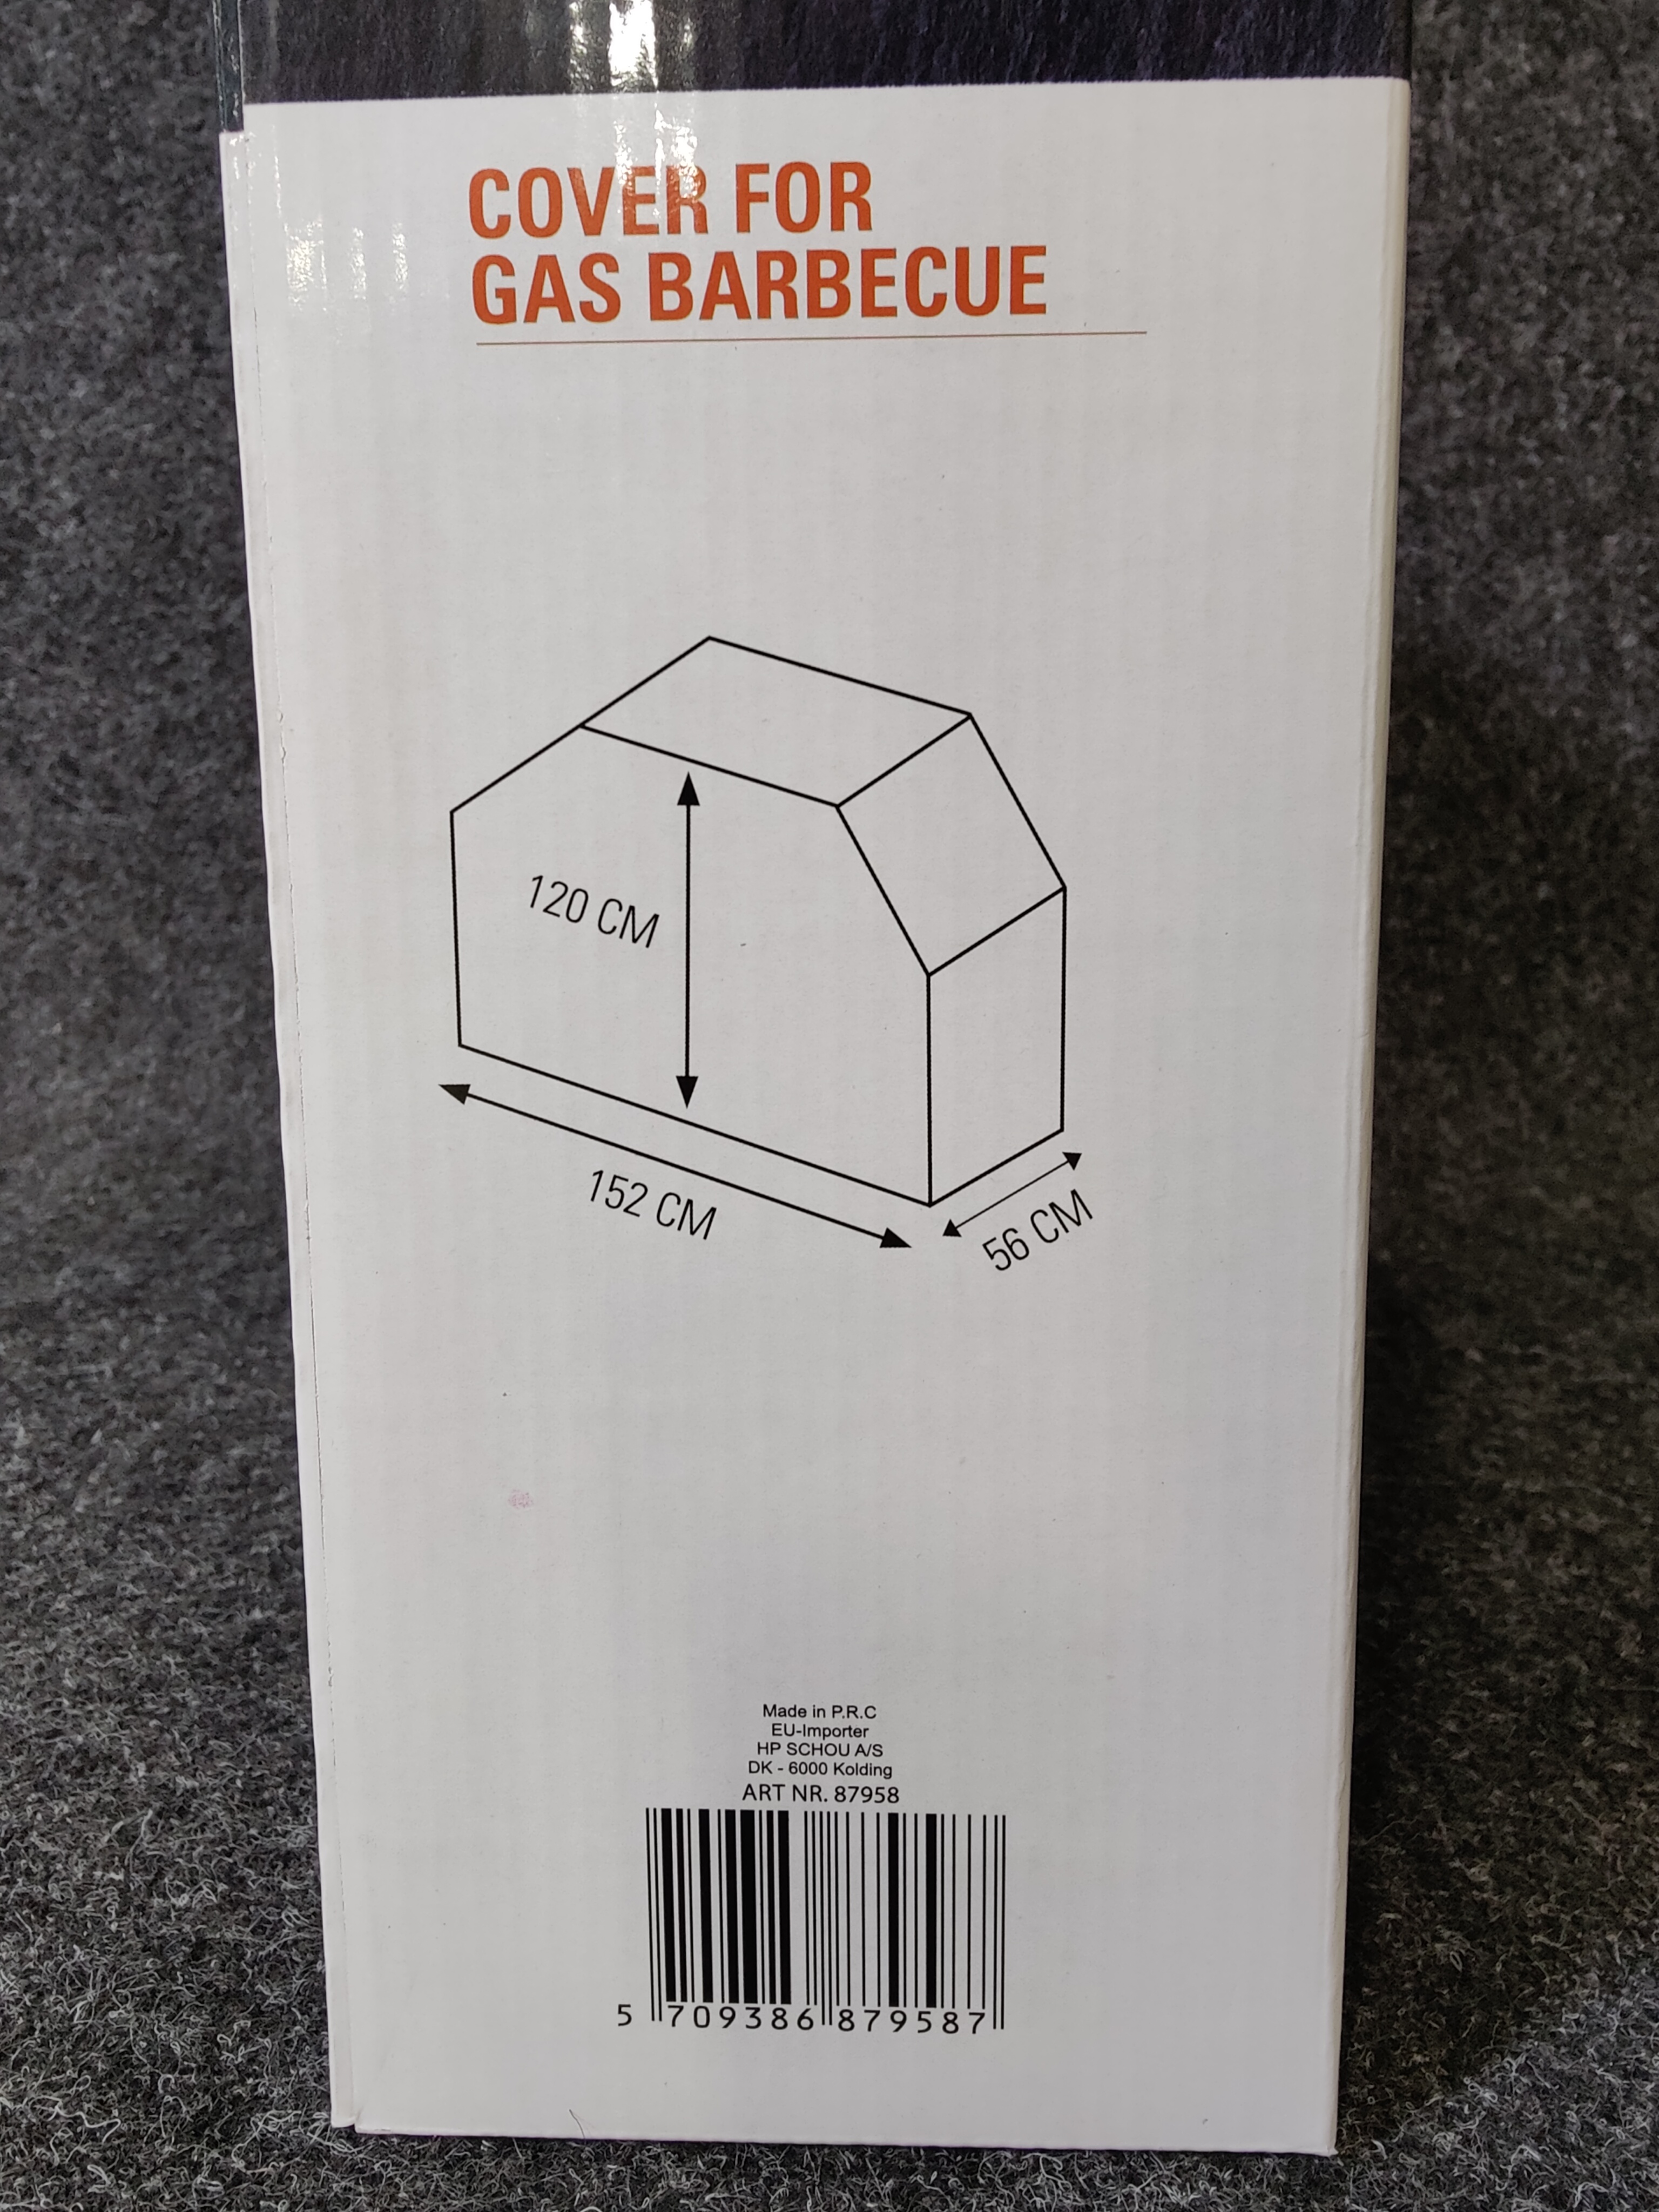 COVER FOR
GAS BARBECUE
120 CM
152 CM
56 CM
Made in P.R.C
EU-Importer
HP SCHOU A/S
DK - 6000 Kolding
ART NR. 87958
5 709386 879587